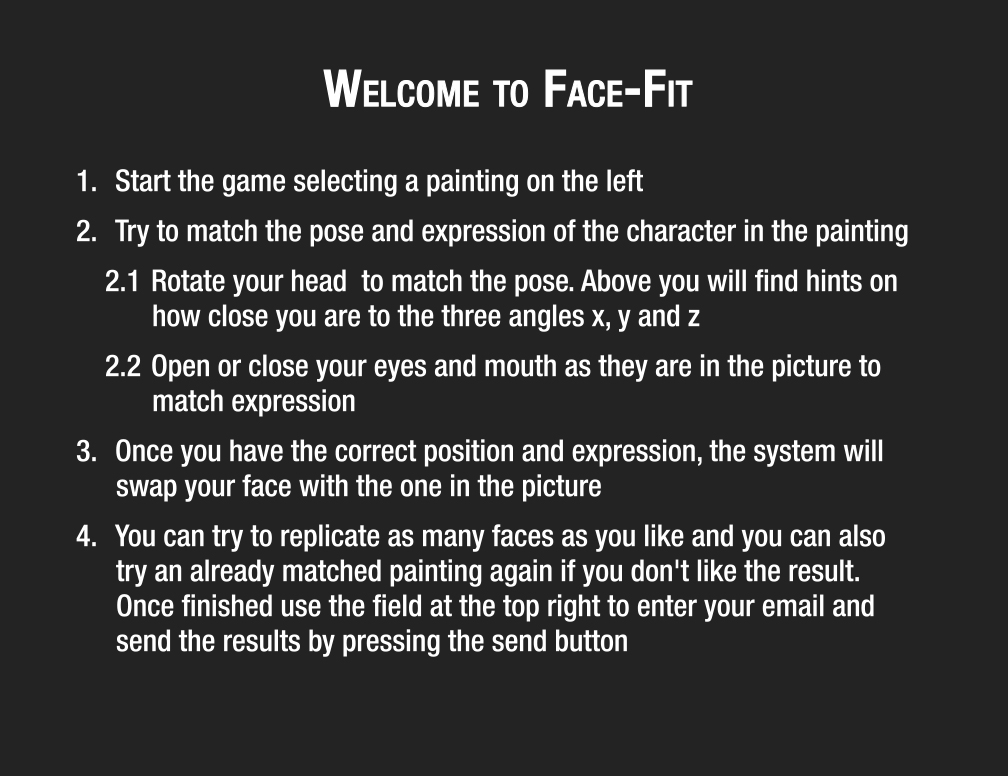 Welcome to Face-Fit
1. Start the game selecting a painting on the left
2. Try to match the pose and expression of the character in the painting
2.1 Rotate your head  to match the pose. Above you will find hints on
how close you are to the three angles x, y and z
2.2 Open or close your eyes and mouth as they are in the picture to
match expression
3. Once you have the correct position and expression, the system will
swap your face with the one in the picture
4. You can try to replicate as many faces as you like and you can also
try an already matched painting again if you don't like the result.
Once finished use the field at the top right to enter your email and
send the results by pressing the send button